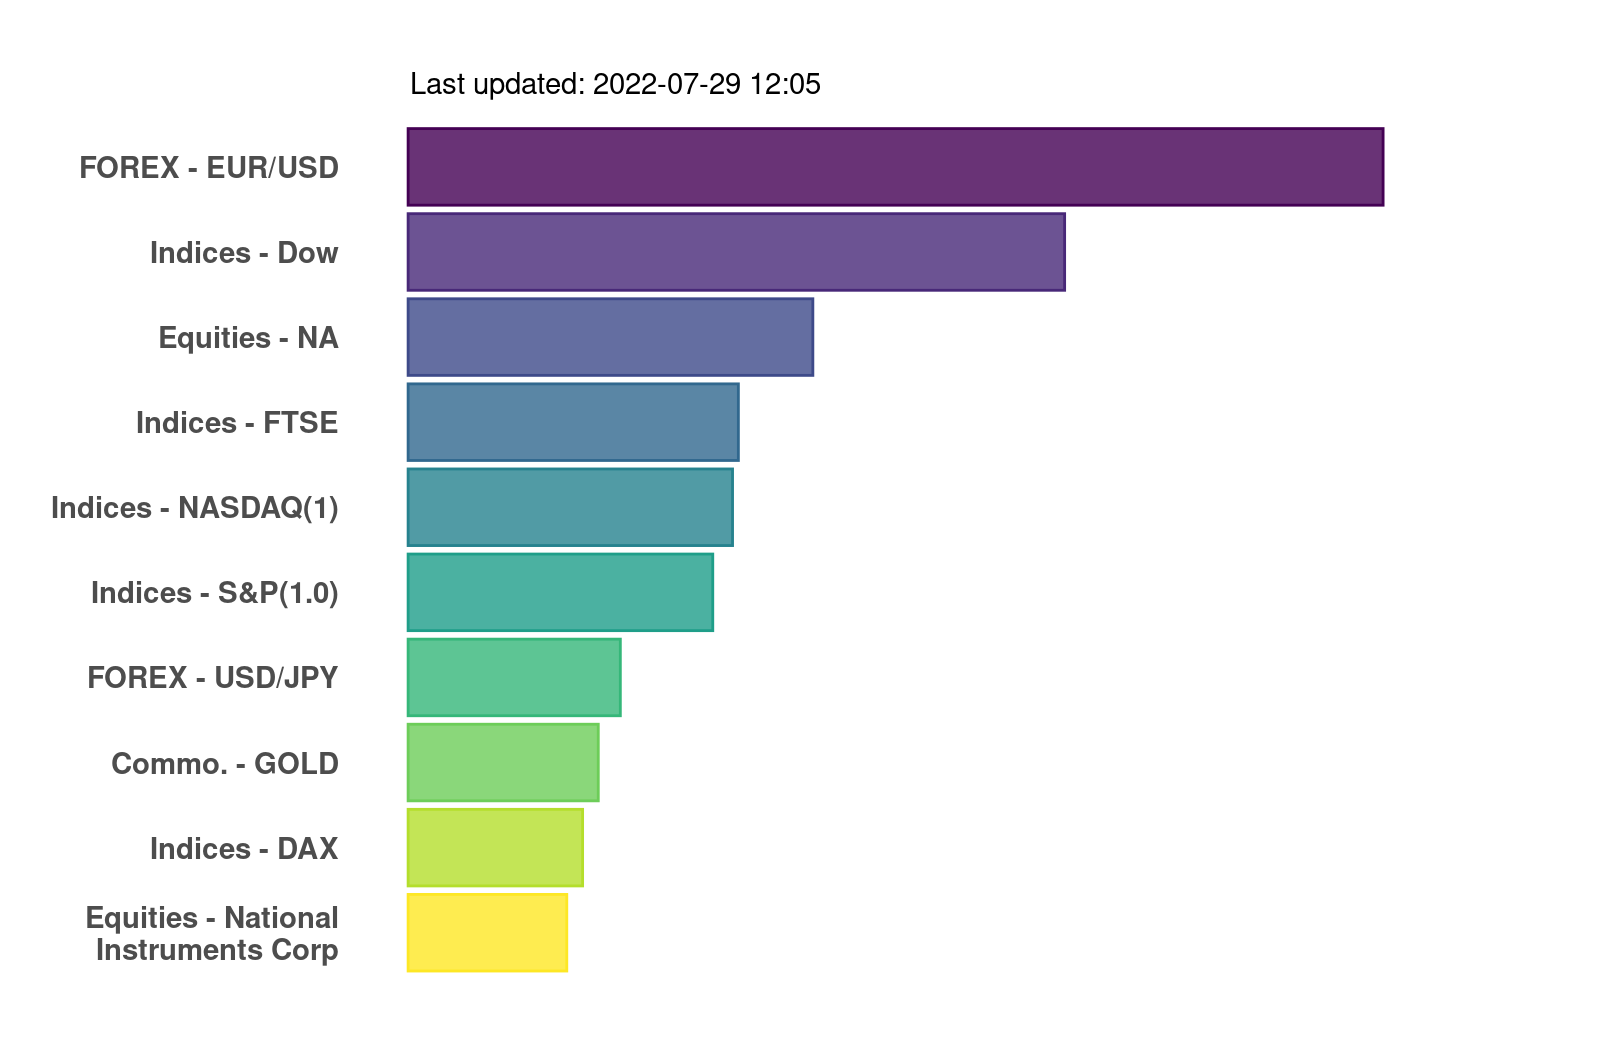 Last updated: 2022-07-29 12:05
FOREX - EUR/USD
Indices - Dow
Equities - NA
Indices - FTSE
Indices - NASDAQ(1)
Indices - S&P(1.0)
FOREX - USD/JPY
Commo. - GOLD
Indices - DAX
Equities - National
Instruments Corp